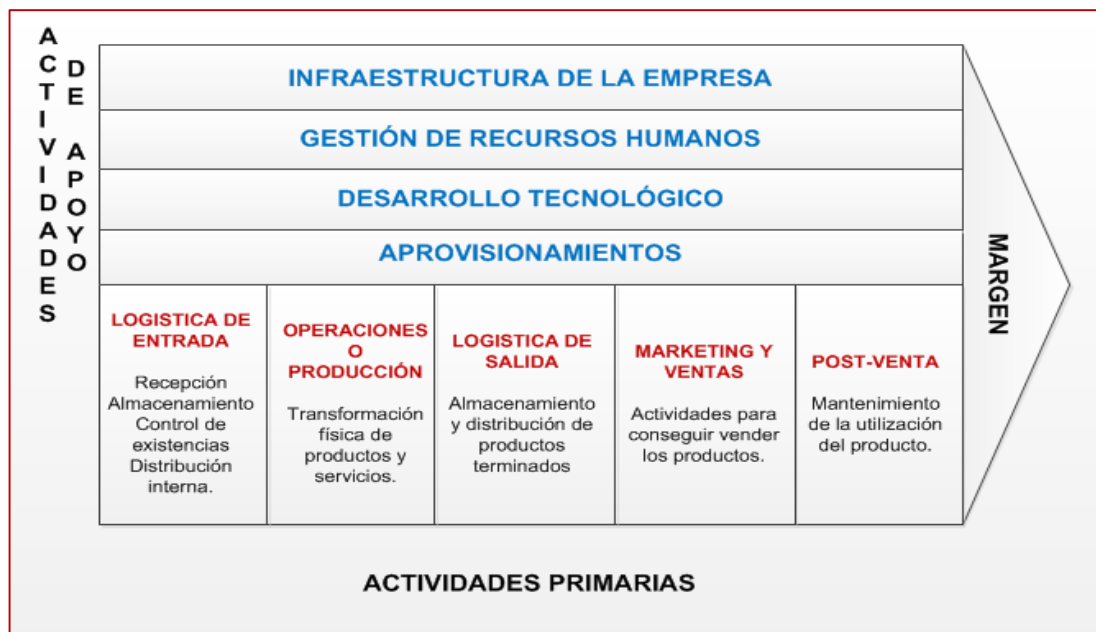 ACTIVIDADES
DE APOYO
INFRAESTRUCTURA DE LA EMPRESA
GESTIÓN DE RECURSOS HUMANOS
DESARROLLO TECNOLÓGICO
APROVISIONAMIENTOS
LOGISTICA DE
ENTRADA
Recepción
Almacenamiento
Control de
existencias
Distribución
interna.
OPERACIONES
O
PRODUCCIÓN
Transformación
física de
productos y
servicios.
LOGISTICA DE
SALIDA
Almacenamiento
y distribución de
productos
terminados
MARKETING Y
VENTAS
Actividades para
conseguir vender
los productos.
POST-VENTA
Mantenimiento
de la utilización
del producto.
MARGEN
ACTIVIDADES PRIMARIAS